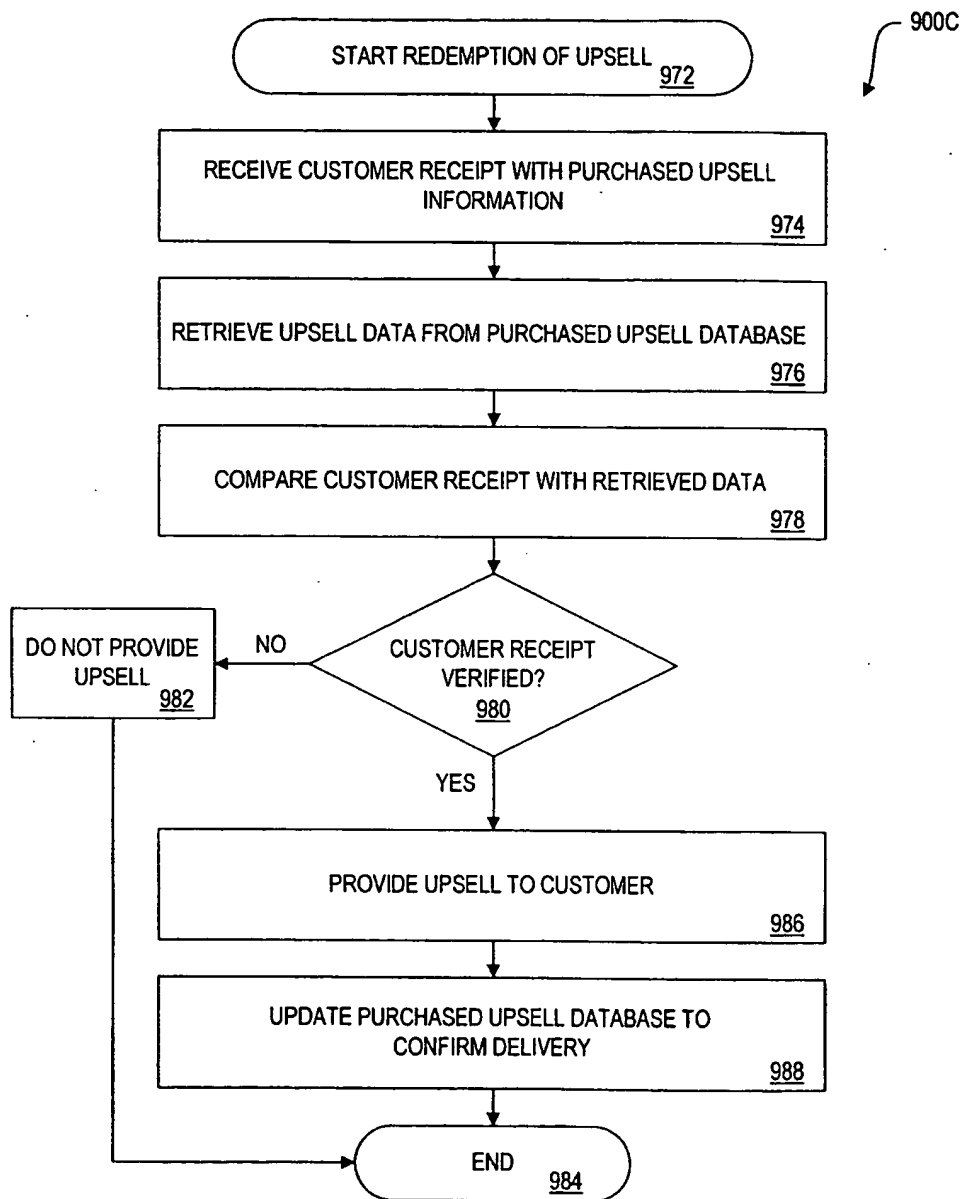 900C
START REDEMPTION OF UPSELL
972
RECEIVE CUSTOMER RECEIPT WITH PURCHASED UPSELL
INFORMATION
974
RETRIEVE UPSELL DATA FROM PURCHASED UPSELL DATABASE
976
COMPARE CUSTOMER RECEIPT WITH RETRIEVED DATA
978
DO NOT PROVIDE
UPSELL
982
NO
CUSTOMER RECEIPT
VERIFIED?
980
YES
PROVIDE UPSELL TO CUSTOMER
986
UPDATE PURCHASED UPSELL DATABASE TO
CONFIRM DELIVERY
988
END
984